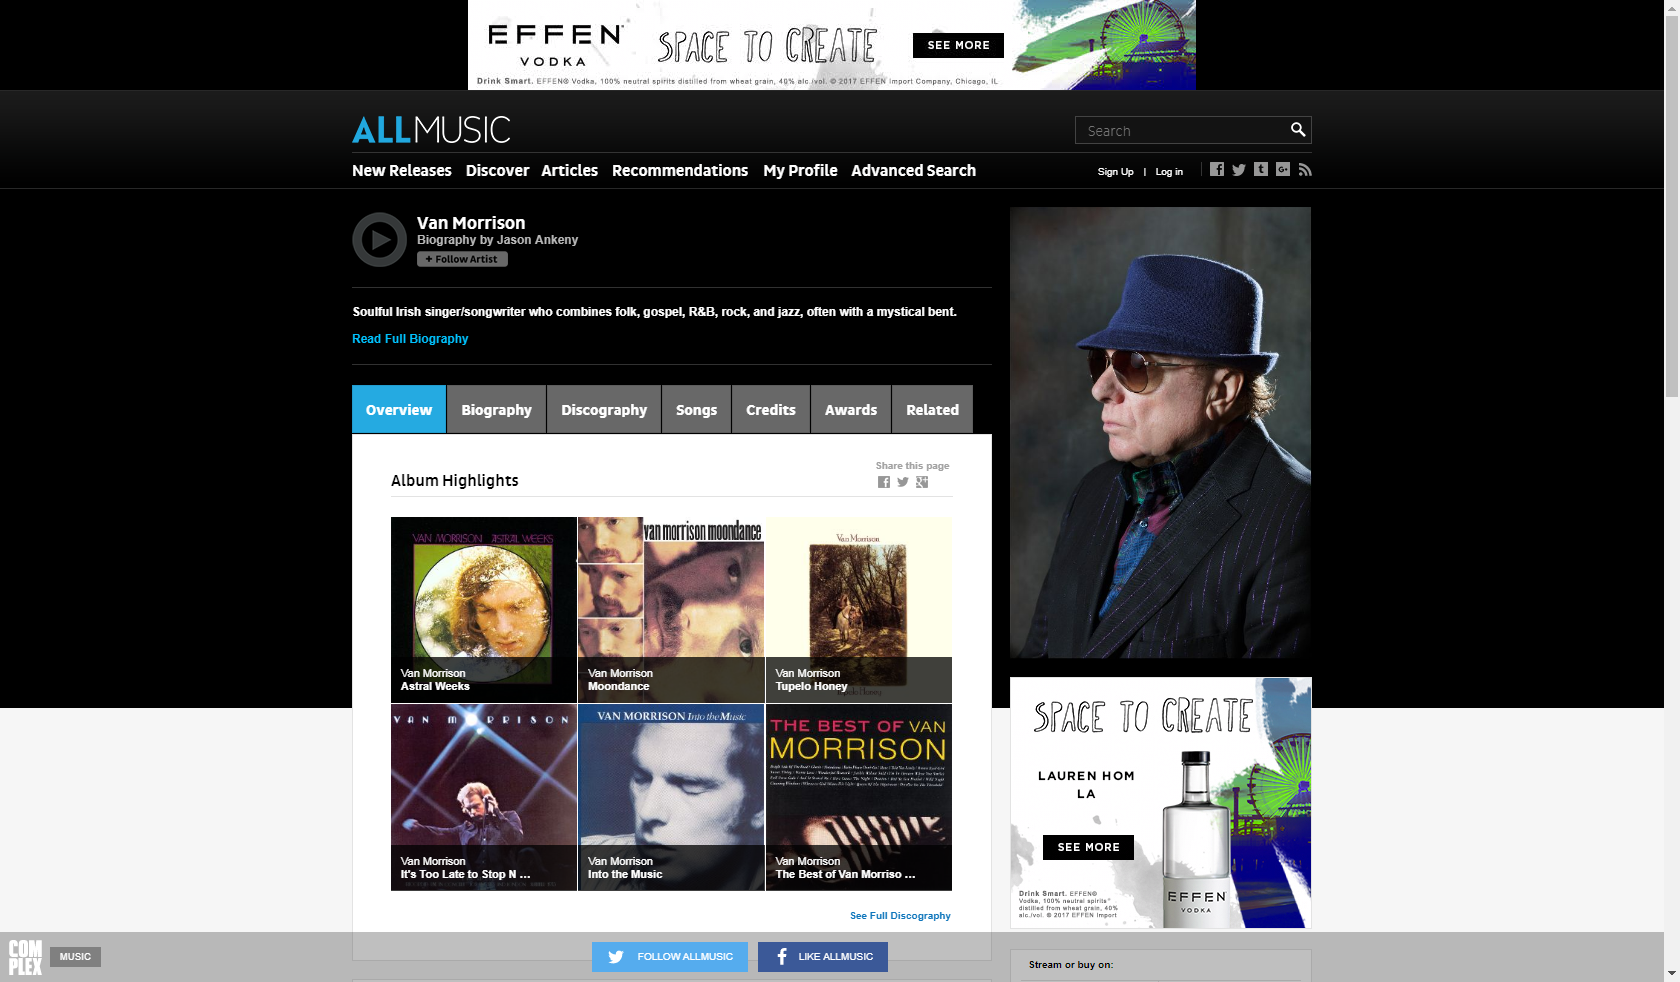 EFFEN
VODKA
SPACE TO CREATE
SEE MORE
Drink Smart. EFFEN® Vodka, 100% neutral spirits distilled from wheat grain, 40% alc./vol. © 2017 EFFEN Import Company, Chicago, IL
ALLMUSIC
Search
New Releases Discover Articles Recommendations My Profile Advanced Search
Sign Up | Log in
Van Morrison
Biography by Jason Ankeny
+ Follow Artist
Soulful Irish singer/songwriter who combines folk, gospel, R&B, rock, and jazz, often with a mystical bent.
Read Full Biography
Overview Biography Discography Songs Credits Awards Related
Share this page
Album Highlights
VAN MORRISON ASTRAL WEEKS
van morrison moondance
Van Morrison
Tupelo Honey
Van Morrison
Astral Weeks
Van Morrison
Moondance
Van Morrison
Tupelo Honey
VAN MORRISON
VAN MORRISON Into the Music
THE BEST OF VAN
MORRISON
Van Morrison
It's Too Late to Stop N ...
Van Morrison
Into the Music
Van Morrison
The Best of Van Morriso ...
See Full Discography
SPACE TO CREATE
LAUREN HOM
LA
SEE MORE
Drink Smart. EFFEN®
Vodka, 100% neutral spirits
distilled from wheat grain, 40%
alc./vol. © 2017 EFFEN Import
EFFEN
VODKA
COM
PLEX
MUSIC
FOLLOW ALLMUSIC
LIKE ALLMUSIC
Stream or buy on: